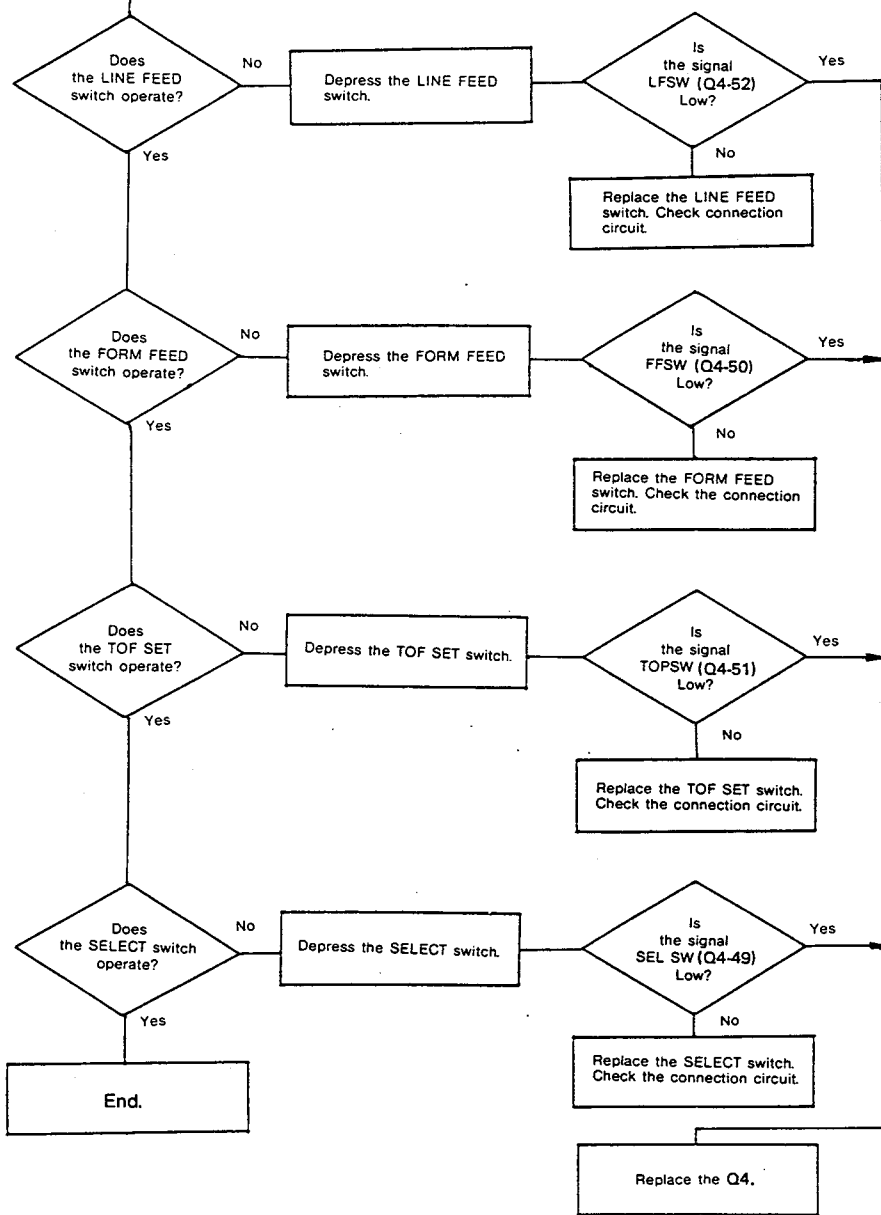 Does
the LINE FEED
switch operate?
No
Depress the LINE FEED
switch.
Is
the signal
LFSW (Q4-52)
Low?
Yes
Yes
No
Replace the LINE FEED
switch. Check connection
circuit.
Does
the FORM FEED
switch operate?
No
Depress the FORM FEED
switch.
Is
the signal
FFSW (Q4-50)
Low?
Yes
Yes
No
Replace the FORM FEED
switch. Check the connection
circuit.
Does
the TOF SET
switch operate?
No
Depress the TOF SET switch.
Is
the signal
TOPSW (Q4-51)
Low?
Yes
Yes
No
Replace the TOF SET switch.
Check the connection circuit.
Does
the SELECT switch
operate?
No
Depress the SELECT switch.
Is
the signal
SEL SW (Q4-49)
Low?
Yes
Yes
No
Replace the SELECT switch.
Check the connection circuit.
End.
Replace the Q4.